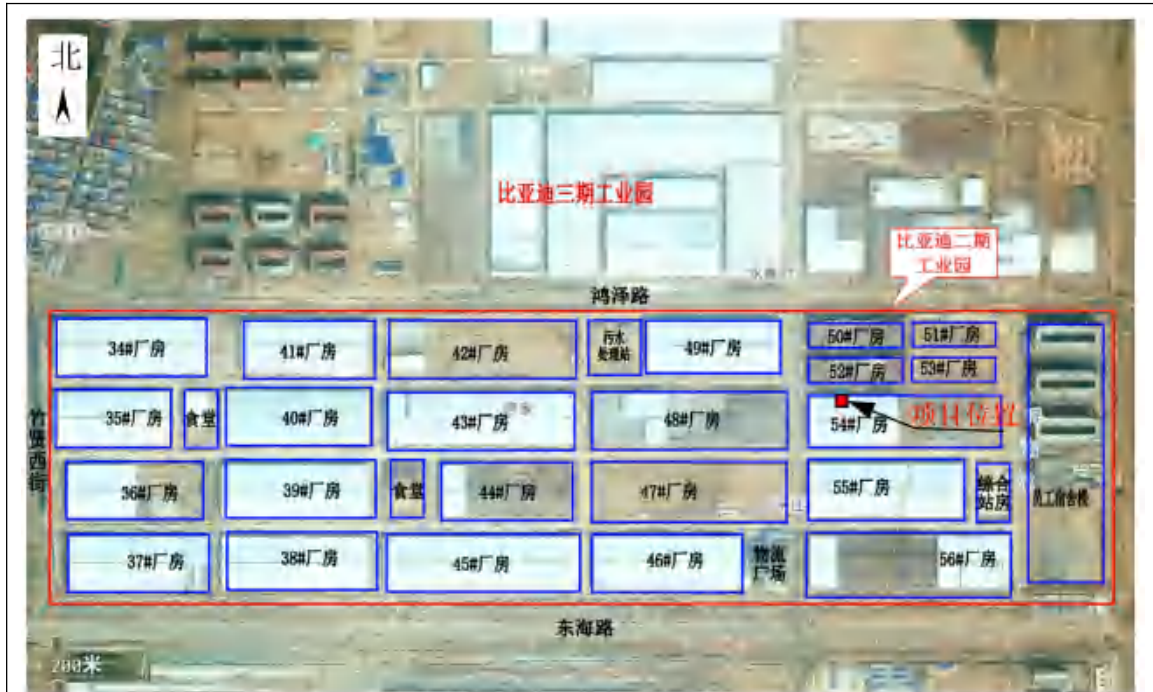 北
比亚迪三期工业园
比亚迪二期
工业园
鸿泽路
34#厂房
41#厂房
42#厂房
污水
处理站
49#厂房
50#厂房
51#厂房
52#厂房
53#厂房
竹贤西街
35#厂房
食堂
40#厂房
43#厂房
48#厂房
54#厂房
项目位置
36#厂房
39#厂房
食堂
44#厂房
47#厂房
55#厂房
综合
站房
员工宿舍楼
37#厂房
38#厂房
45#厂房
46#厂房
物流
广场
56#厂房
东海路
200米